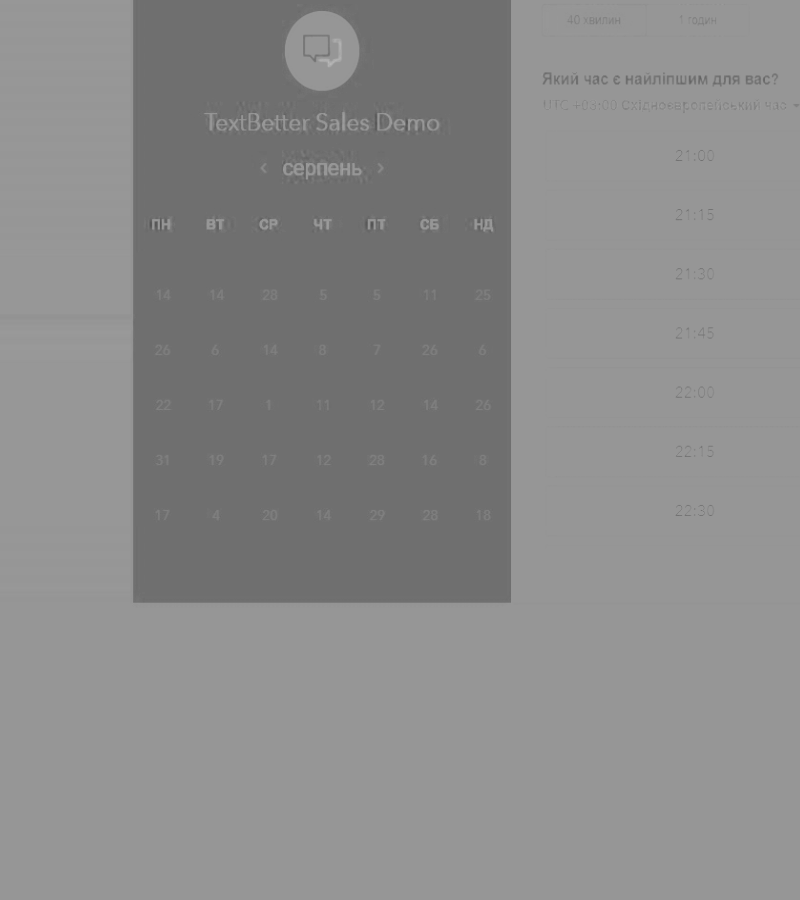 TextBetter Sales Demo
серпень
ПН ВТ СР ЧТ ПТ СБ НД
14 14 28 5 5 11 25
26 6 14 8 7 26 6
22 17 1 11 12 14 26
31 19 17 12 28 16 8
17 4 20 14 29 28 18
40 хвилин 1 годин
Який час є найліпшим для вас?
UTC +03:00 Східноєвропейський час
21:00
21:15
21:30
21:45
22:00
22:15
22:30